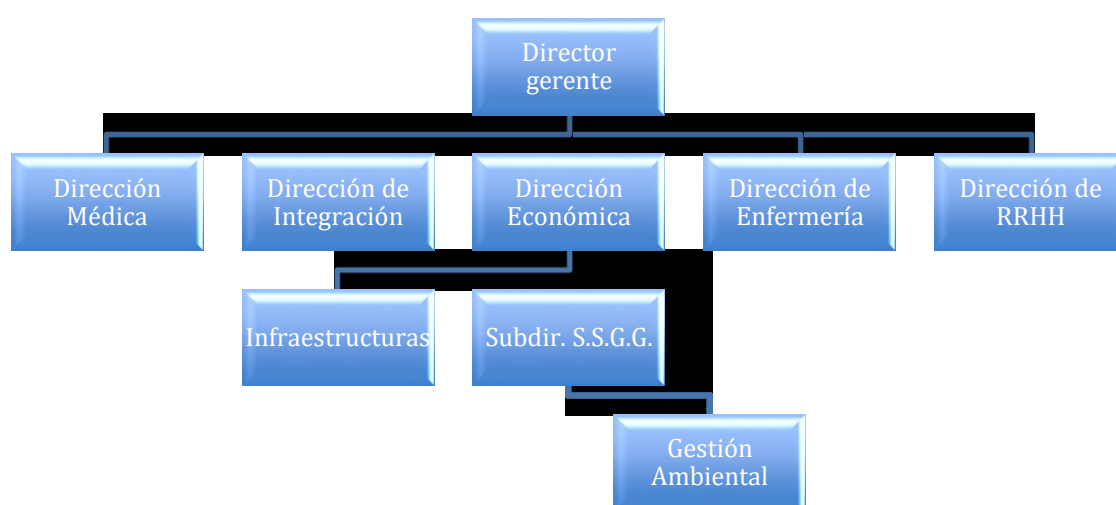 Director
gerente
Dirección
Médica
Dirección de
Integración
Dirección
Económica
Dirección de
Enfermería
Dirección de
RRHH
Infraestructuras
Subdir. S.S.G.G.
Gestión
Ambiental